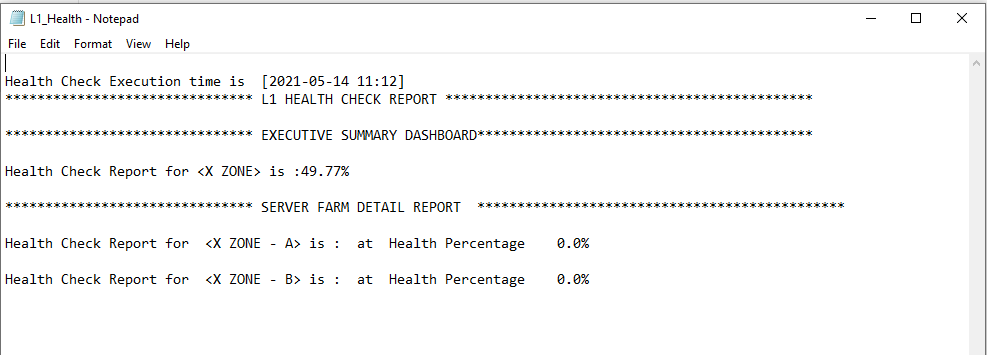 L1_Health - Notepad
File Edit Format View Help
Health Check Execution time is  [2021-05-14 11:12]
******************************* L1 HEALTH CHECK REPORT **********************************************
******************************* EXECUTIVE SUMMARY DASHBOARD******************************************
Health Check Report for <X ZONE> is :49.77%
******************************* SERVER FARM DETAIL REPORT  **********************************************
Health Check Report for  <X ZONE - A> is :  at  Health Percentage    0.0%
Health Check Report for  <X ZONE - B> is :  at  Health Percentage    0.0%